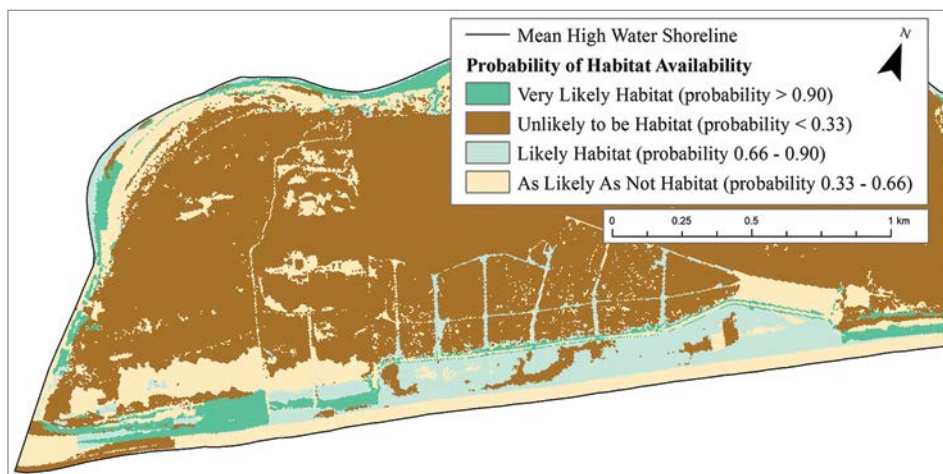 Mean High Water Shoreline
N
Probability of Habitat Availability
Very Likely Habitat (probability > 0.90)
Unlikely to be Habitat (probability < 0.33)
Likely Habitat (probability 0.66 - 0.90)
As Likely As Not Habitat (probability 0.33 - 0.66)
0 0.25 0.5 1 km